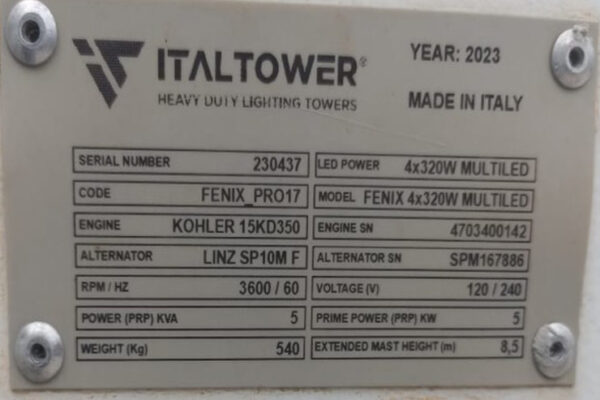 ITALTOWER®
HEAVY DUTY LIGHTING TOWERS
YEAR: 2023
MADE IN ITALY
SERIAL NUMBER 230437 LED POWER 4x320W MULTILED
CODE FENIX_PRO17 MODEL FENIX 4x320W MULTILED
ENGINE KOHLER 15KD350 ENGINE SN 4703400142
ALTERNATOR LINZ SP10M F ALTERNATOR SN SPM167886
RPM / HZ 3600 / 60 VOLTAGE (V) 120 / 240
POWER (PRP) KVA 5 PRIME POWER (PRP) KW 5
WEIGHT (Kg) 540 EXTENDED MAST HEIGHT (m) 8,5